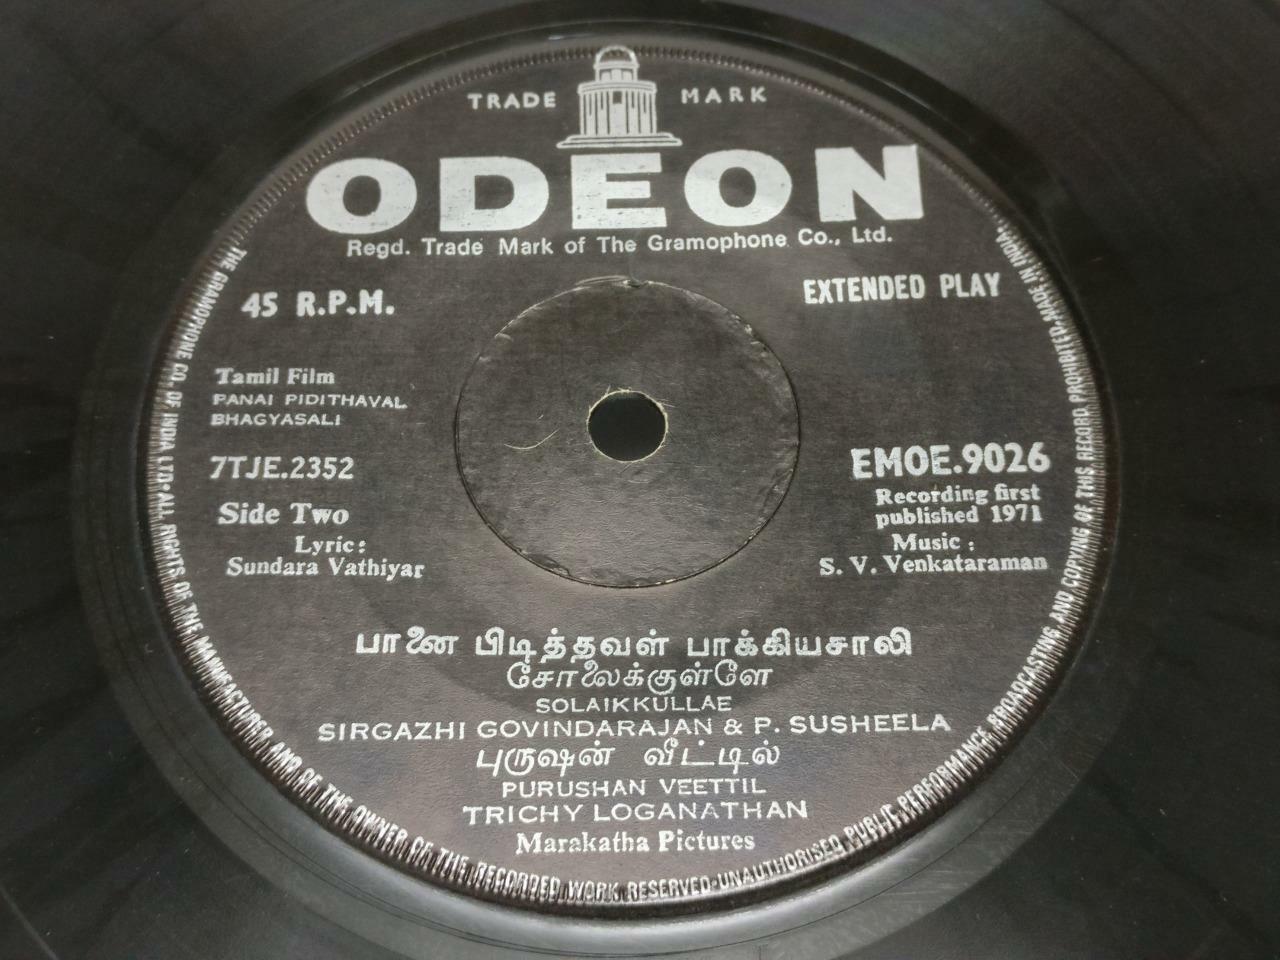 TRADE MARK
ODEON
Regd. Trade Mark of The Gramophone Co., Ltd.
45 R.P.M.
EXTENDED PLAY
Tamil Film
PANAI PIDITHAVAL
BHAGYASALI
7TJE.2352
Side Two
Lyric:
Sundara Vathiyar
EMOE.9026
Recording first
published 1971
Music :
S. V. Venkataraman
பானை பிடித்தவள் பாக்கியசாலி
சோலைக்குள்ளே
SOLAIKKULLAE
SIRGAZHI GOVINDARAJAN & P. SUSHEELA
புருஷன் வீட்டில்
PURUSHAN VEETTIL
TRICHY LOGANATHAN
Marakatha Pictures
THE GRAMOPHONE CO. OF INDIA LTD·ALL RIGHTS OF THE MANUFACTURER AND OF THE OWNER OF THE RECORDED WORK RESERVED·UNAUTHORISED PUBLIC PERFORMANCE, BROADCASTING AND COPYING OF THIS RECORD PROHIBITED·MADE IN INDIA·